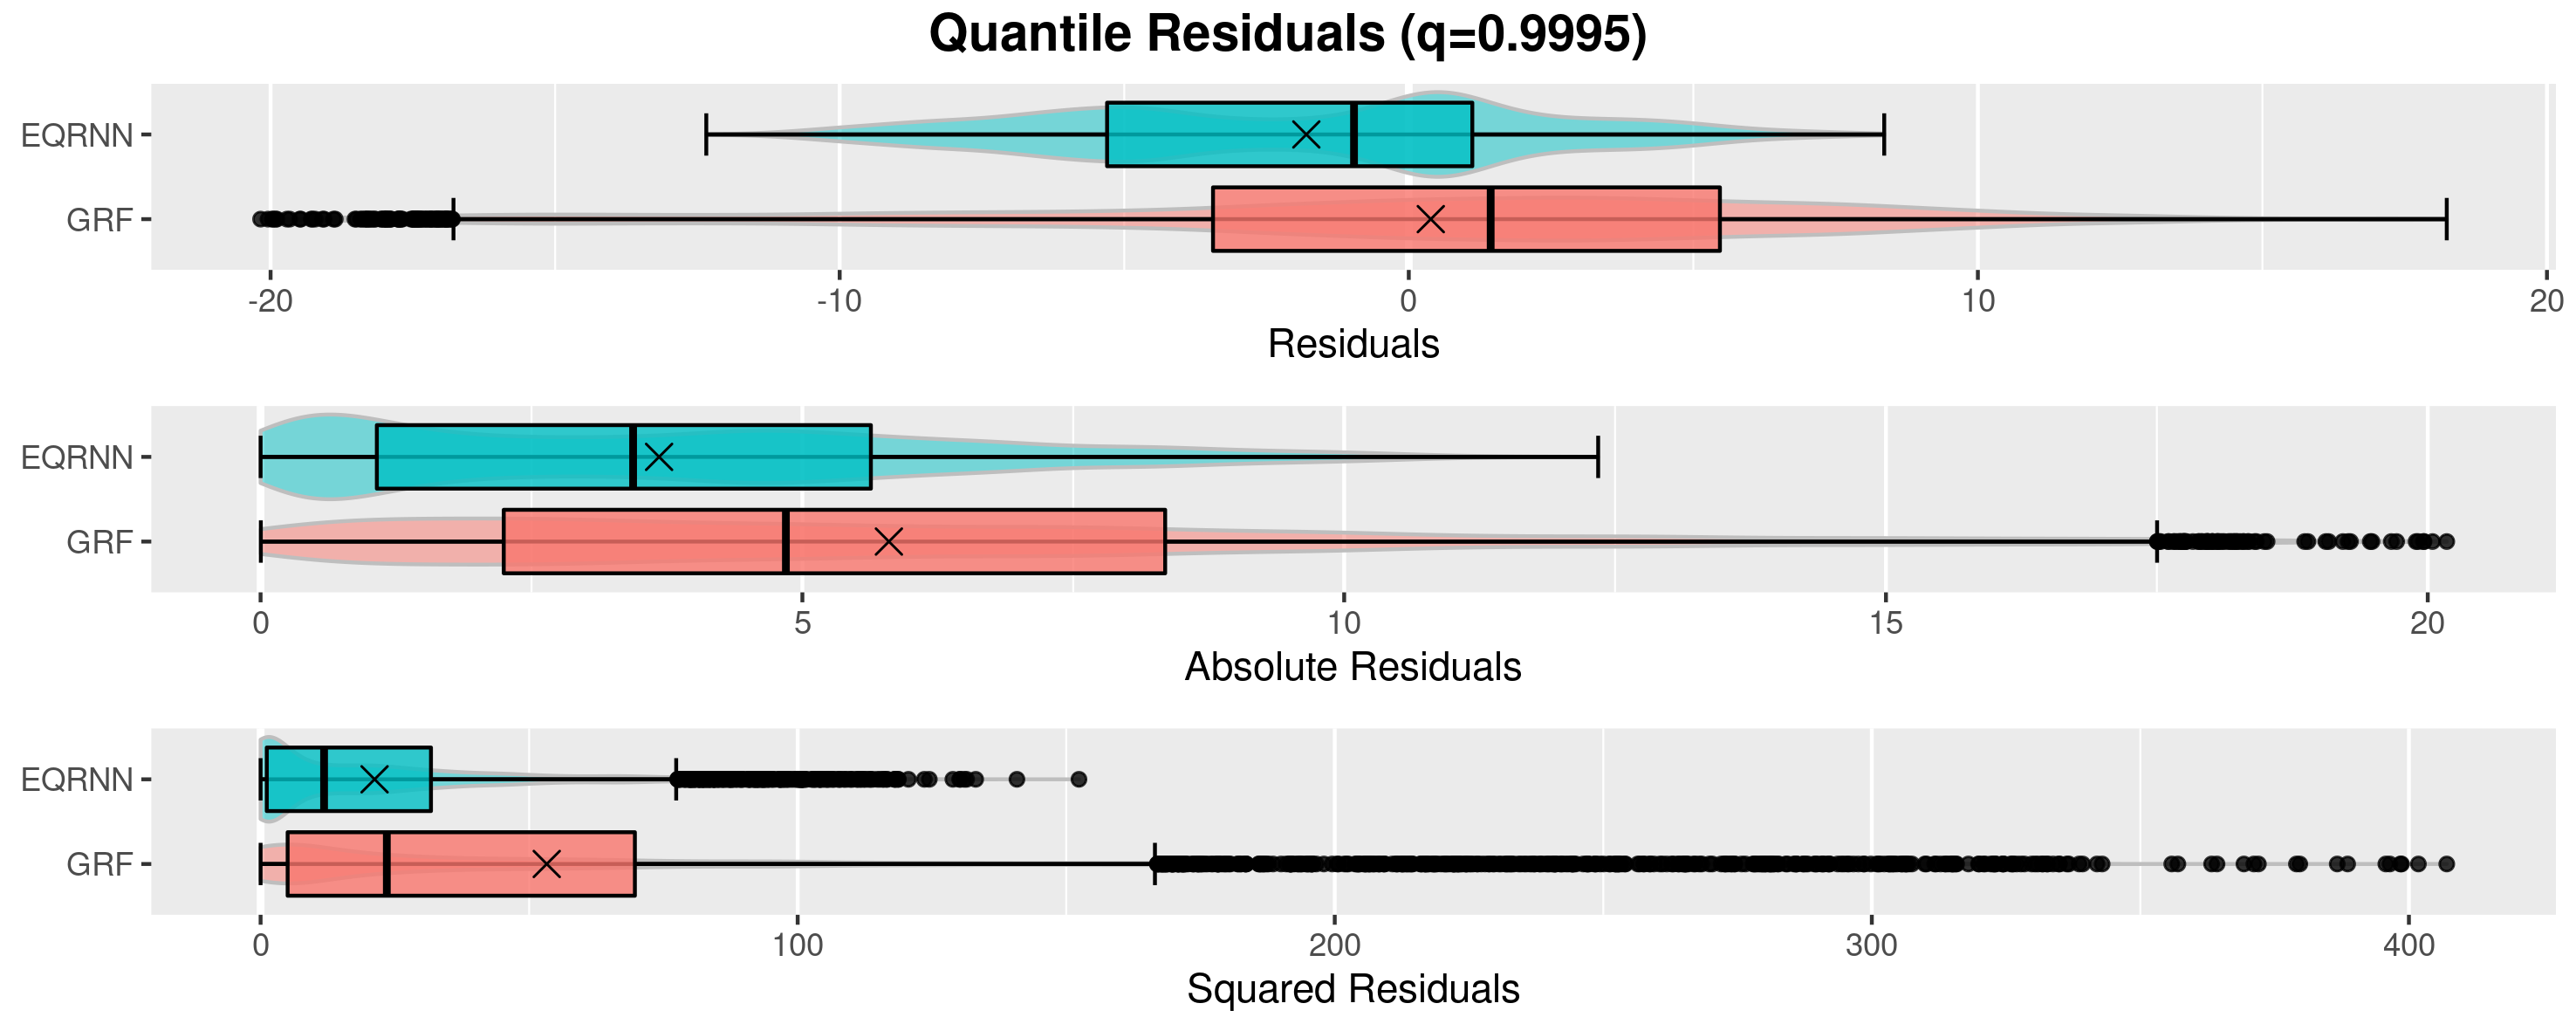 Quantile Residuals (q=0.9995)
EQRNN
GRF
-20 -10 0 10 20
Residuals
EQRNN
GRF
0 5 10 15 20
Absolute Residuals
EQRNN
GRF
0 100 200 300 400
Squared Residuals